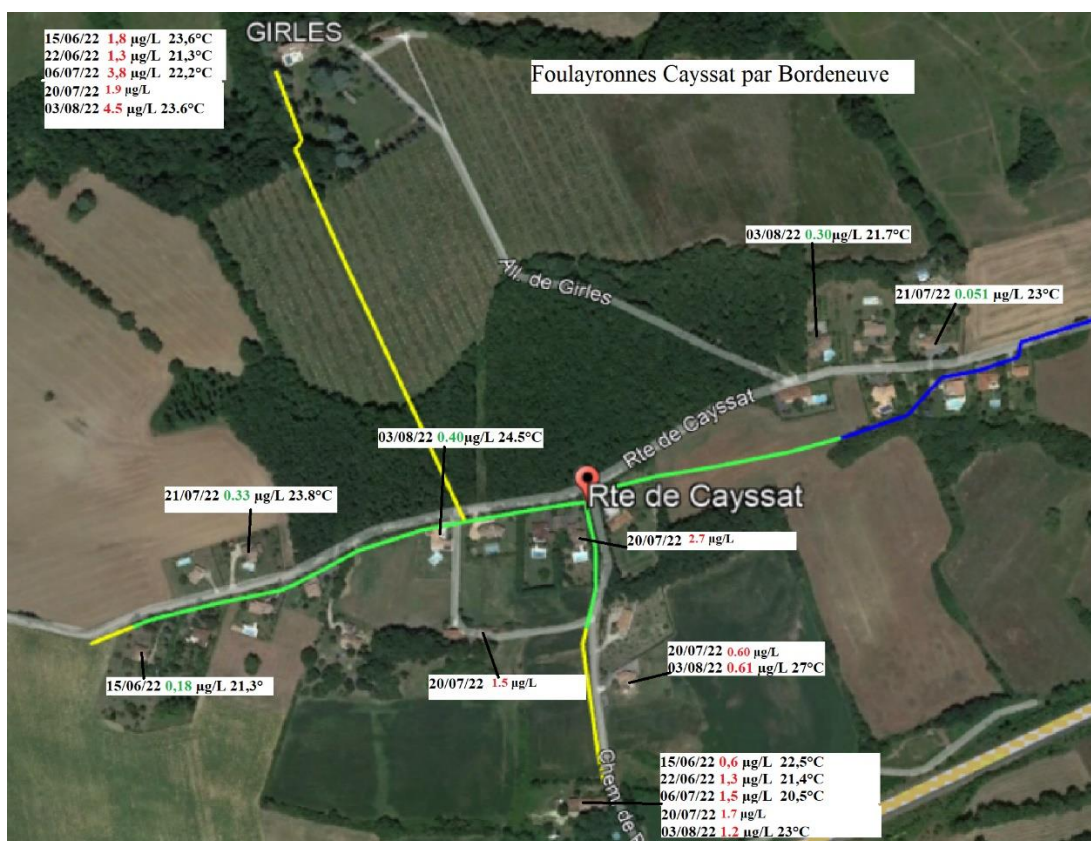 15/06/22 1,8 µg/L 23,6°C
22/06/22 1,3 µg/L 21,3°C
06/07/22 3,8 µg/L 22,2°C
20/07/22 1.9 µg/L
03/08/22 4.5 µg/L 23.6°C
GIRLES
Foulayronnes Cayssat par Bordeneuve
03/08/22 0.30µg/L 21.7°C
All. de Girles
21/07/22 0.051 µg/L 23°C
Rte de Cayssat
03/08/22 0.40µg/L 24.5°C
Rte de Cayssat
21/07/22 0.33 µg/L 23.8°C
20/07/22 2.7 µg/L
20/07/22 0.60 µg/L
03/08/22 0.61 µg/L 27°C
15/06/22 0,18 µg/L 21,3°
20/07/22 1.5 µg/L
Chem. de
15/06/22 0,6 µg/L 22,5°C
22/06/22 1,3 µg/L 21,4°C
06/07/22 1,5 µg/L 20,5°C
20/07/22 1.7 µg/L
03/08/22 1.2 µg/L 23°C